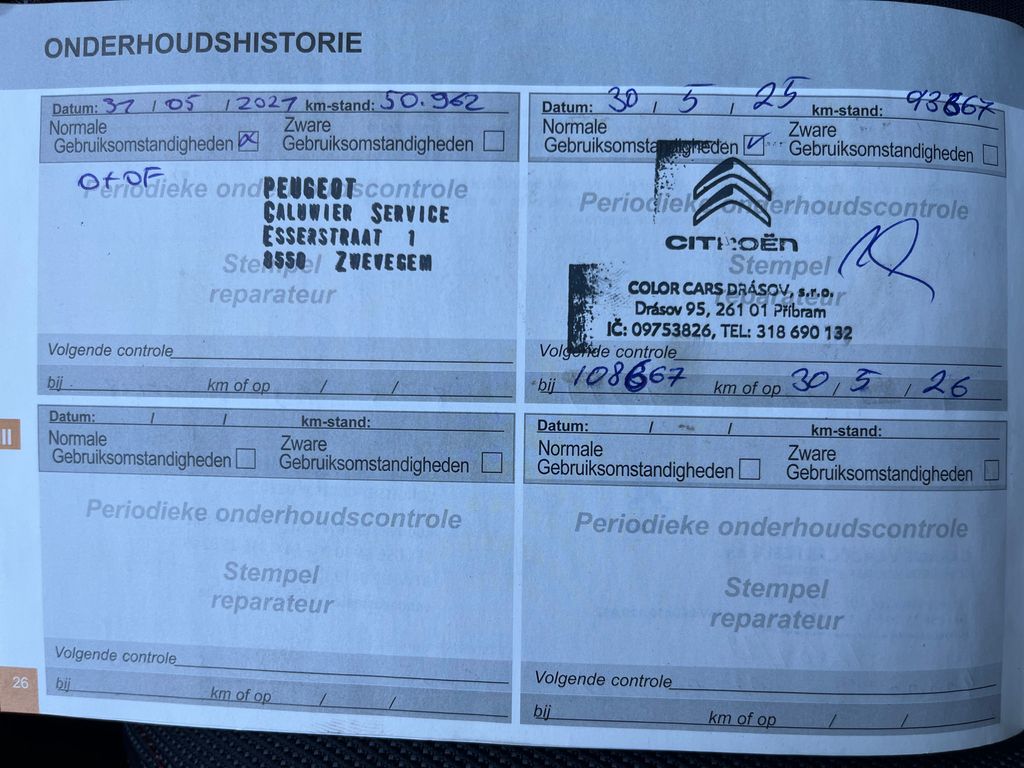 ONDERHOUDSHISTORIE
Datum: 31 / 05 / 2021 km-stand: 50.962
Normale Gebruiksomstandigheden
Zware Gebruiksomstandigheden
O+OF
Periodieke onderhoudscontrole
PEUGEOT
CALUWIER SERVICE
ESSERSTRAAT 1
8550 ZWEVEGEM
Stempel
reparateur
Volgende controle
bij km of op / /
Datum: 30 / 5 / 25 km-stand: 93667
Normale Gebruiksomstandigheden
Zware Gebruiksomstandigheden
Periodieke onderhoudscontrole
CITROËN
Stempel
reparateur
COLOR CARS DRÁSOV, s.r.o.
Drásov 95, 261 01 Příbram
IČ: 09753826, TEL: 318 690 132
Volgende controle
bij 108667 km of op 30 / 5 / 26
Datum: / / km-stand:
Normale Gebruiksomstandigheden
Zware Gebruiksomstandigheden
Periodieke onderhoudscontrole
Stempel
reparateur
Volgende controle
bij km of op / /
Datum: / / km-stand:
Normale Gebruiksomstandigheden
Zware Gebruiksomstandigheden
Periodieke onderhoudscontrole
Stempel
reparateur
Volgende controle
bij km of op / /
II
26